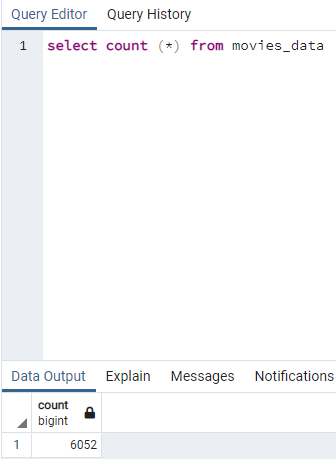 Query Editor Query History
1 select count (*) from movies_data
Data Output Explain Messages Notifications
count
bigint
1 6052